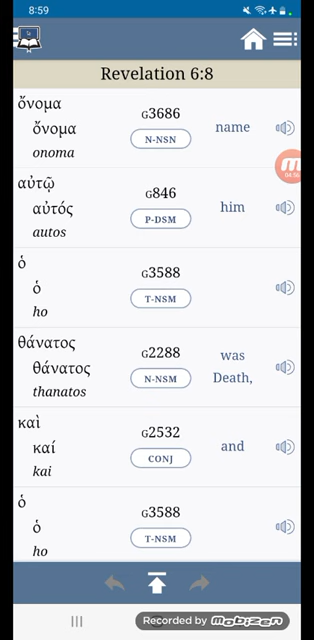 8:59
Revelation 6:8
ὄνομα
ὄνομα
onoma
G3686
N-NSN
name
αὐτῷ
αὐτός
autos
G846
P-DSM
him
ὁ
ὁ
ho
G3588
T-NSM
θάνατος
θάνατος
thanatos
G2288
N-NSM
was
Death,
καὶ
καί
kai
G2532
CONJ
and
ὁ
ὁ
ho
G3588
T-NSM
Recorded by mobizen